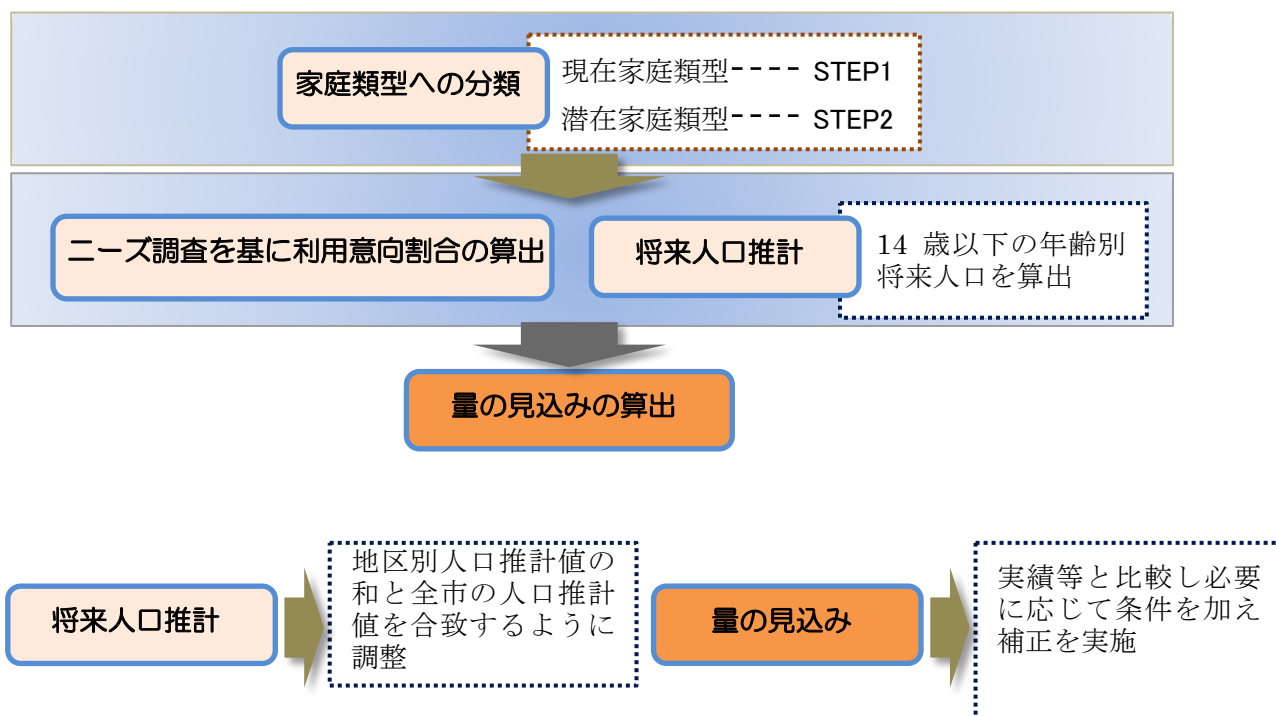 家庭類型への分類
現在家庭類型---- STEP1
潜在家庭類型---- STEP2
ニーズ調査を基に利用意向割合の算出
将来人口推計
14 歳以下の年齢別
将来人口を算出
量の見込みの算出
将来人口推計
地区別人口推計値の
和と全市の人口推計
値を合致するように
調整
量の見込み
実績等と比較し必要
に応じて条件を加え
補正を実施